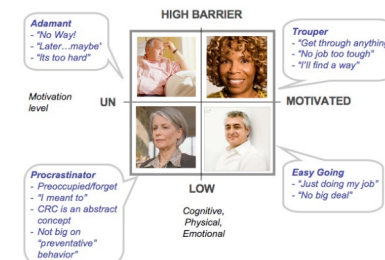 HIGH BARRIER
Adamant
- "No Way!
- "Later…maybe'
- "Its too hard"
Trouper
- "Get through anything
- "No job too tough"
- "I'll find a way"
Motivation
level
UN
MOTIVATED
Procrastinator
- Preoccupied/forget
- "I meant to"
- CRC is an abstract
concept
- Not big on
"preventative"
behavior"
LOW
Cognitive,
Physical,
Emotional
Easy Going
- "Just doing my job"
- "No big deal"